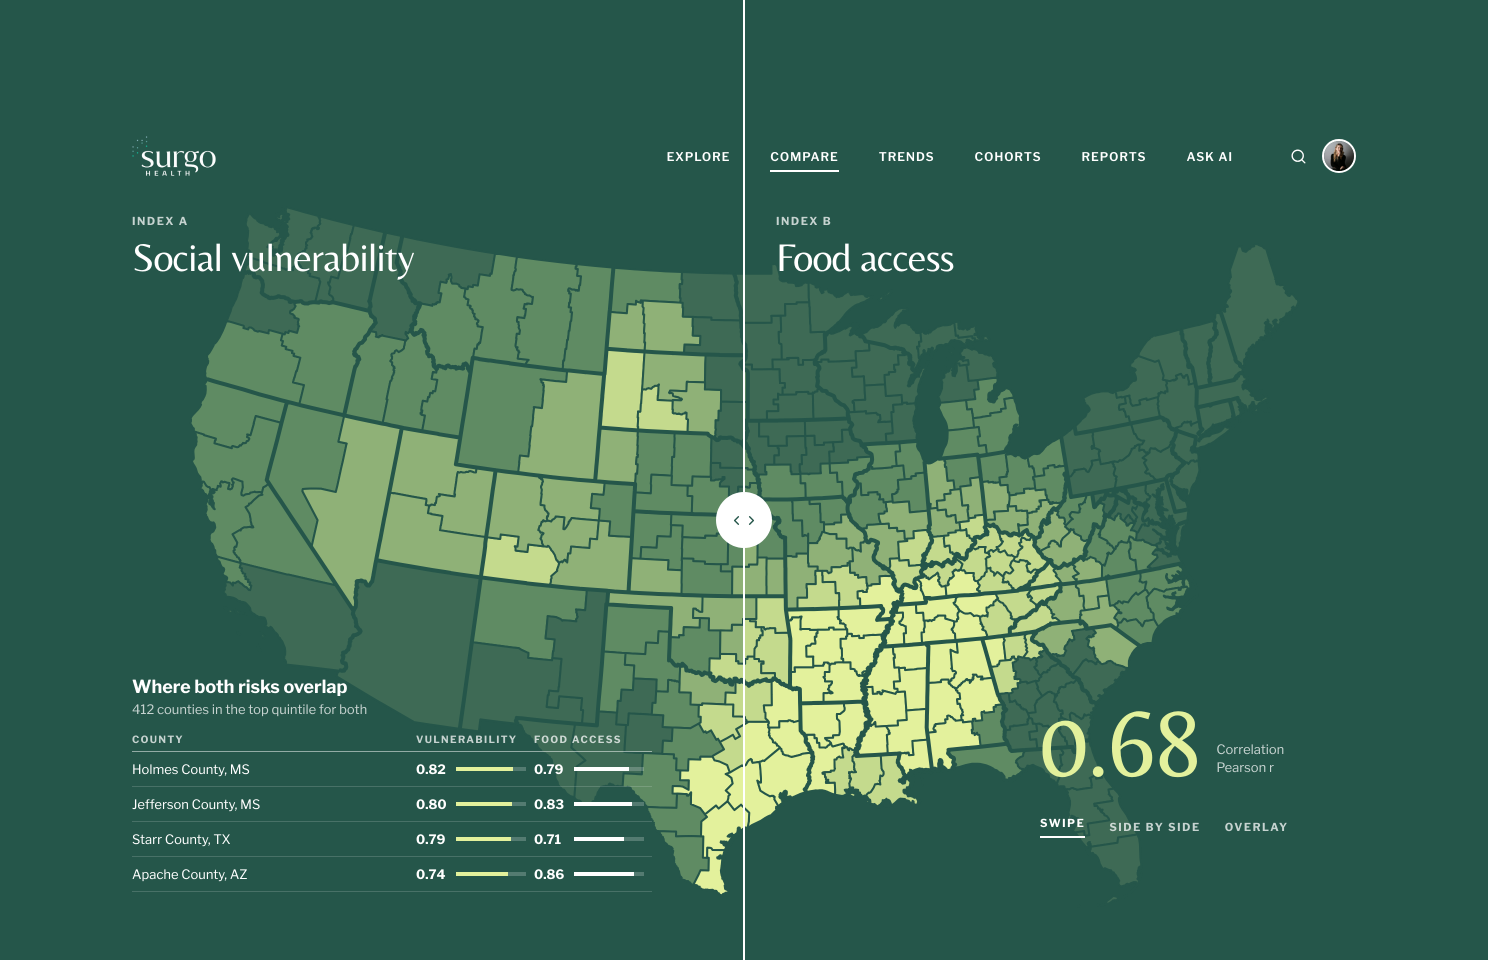 surgo
HEALTH
EXPLORE COMPARE TRENDS COHORTS REPORTS ASK AI
INDEX A
Social vulnerability
INDEX B
Food access
Where both risks overlap
412 counties in the top quintile for both
COUNTY VULNERABILITY FOOD ACCESS
Holmes County, MS 0.82 0.79
Jefferson County, MS 0.80 0.83
Starr County, TX 0.79 0.71
Apache County, AZ 0.74 0.86
0.68
Correlation
Pearson r
SWIPE SIDE BY SIDE OVERLAY